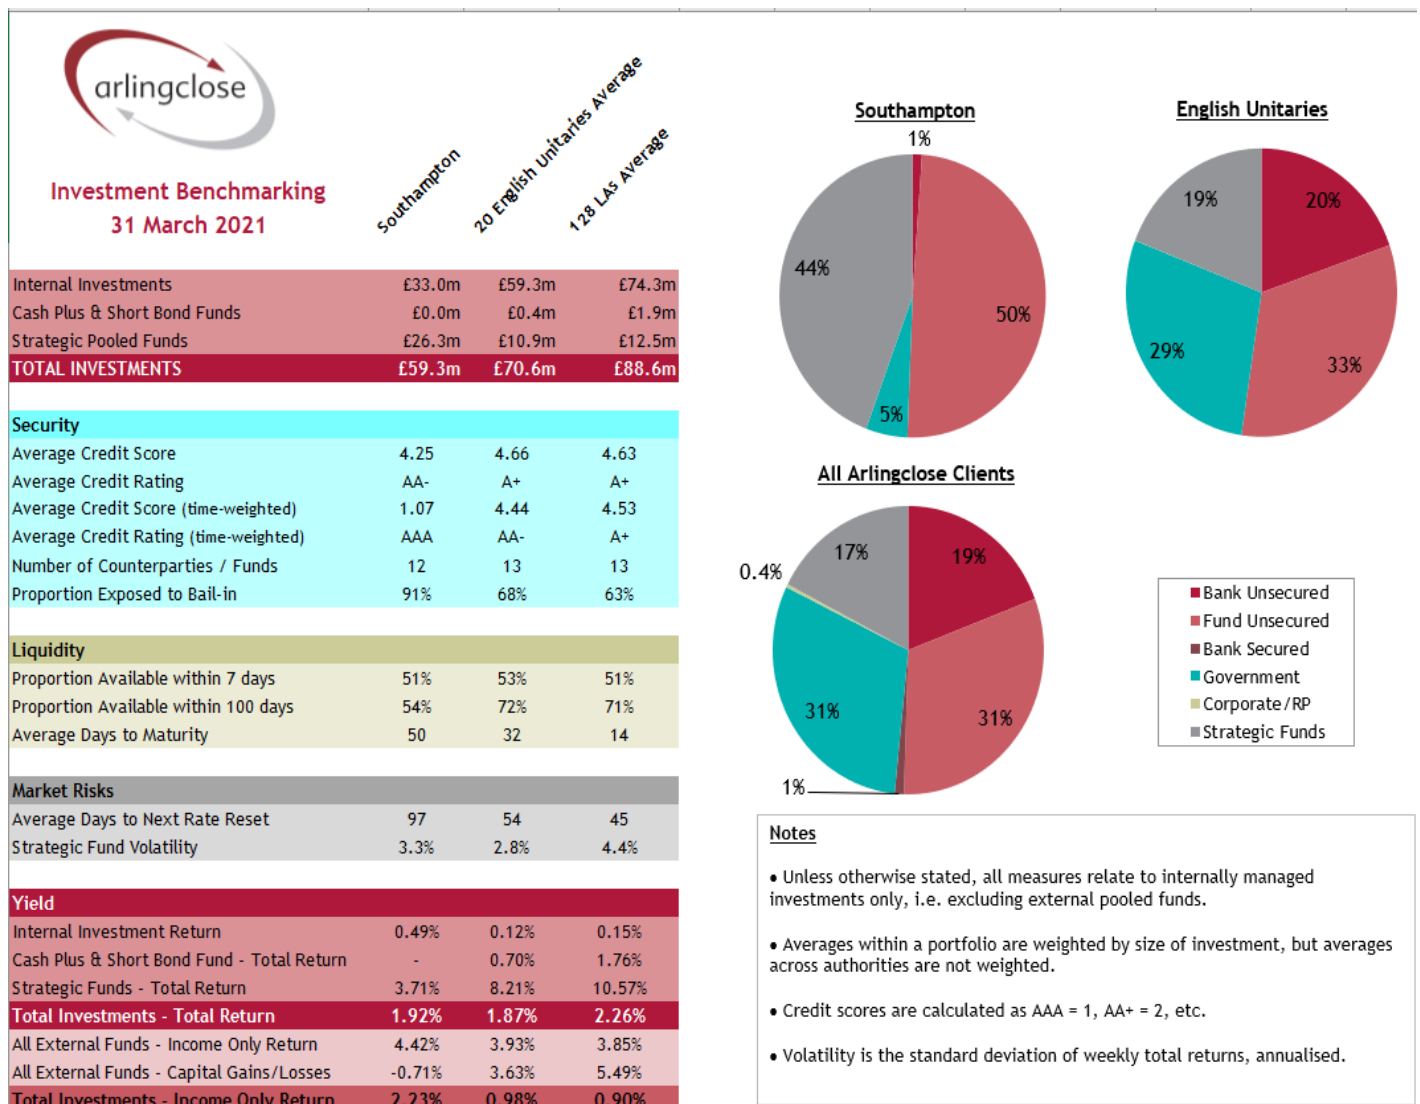 arlingclose
Investment Benchmarking
31 March 2021
Southampton
20 English Unitaries Average
128 LAs Average
Internal Investments £33.0m £59.3m £74.3m
Cash Plus & Short Bond Funds £0.0m £0.4m £1.9m
Strategic Pooled Funds £26.3m £10.9m £12.5m
TOTAL INVESTMENTS £59.3m £70.6m £88.6m
Security
Average Credit Score 4.25 4.66 4.63
Average Credit Rating AA- A+ A+
Average Credit Score (time-weighted) 1.07 4.44 4.53
Average Credit Rating (time-weighted) AAA AA- A+
Number of Counterparties / Funds 12 13 13
Proportion Exposed to Bail-in 91% 68% 63%
Liquidity
Proportion Available within 7 days 51% 53% 51%
Proportion Available within 100 days 54% 72% 71%
Average Days to Maturity 50 32 14
Market Risks
Average Days to Next Rate Reset 97 54 45
Strategic Fund Volatility 3.3% 2.8% 4.4%
Yield
Internal Investment Return 0.49% 0.12% 0.15%
Cash Plus & Short Bond Fund - Total Return - 0.70% 1.76%
Strategic Funds - Total Return 3.71% 8.21% 10.57%
Total Investments - Total Return 1.92% 1.87% 2.26%
All External Funds - Income Only Return 4.42% 3.93% 3.85%
All External Funds - Capital Gains/Losses -0.71% 3.63% 5.49%
Total Investments - Income Only Return 2.23% 0.98% 0.90%
Southampton
1%
44%
50%
5%
English Unitaries
19%
20%
29%
33%
All Arlingclose Clients
17%
19%
0.4%
31%
31%
1%
Bank Unsecured
Fund Unsecured
Bank Secured
Government
Corporate/RP
Strategic Funds
Notes
• Unless otherwise stated, all measures relate to internally managed
investments only, i.e. excluding external pooled funds.
• Averages within a portfolio are weighted by size of investment, but averages
across authorities are not weighted.
• Credit scores are calculated as AAA = 1, AA+ = 2, etc.
• Volatility is the standard deviation of weekly total returns, annualised.